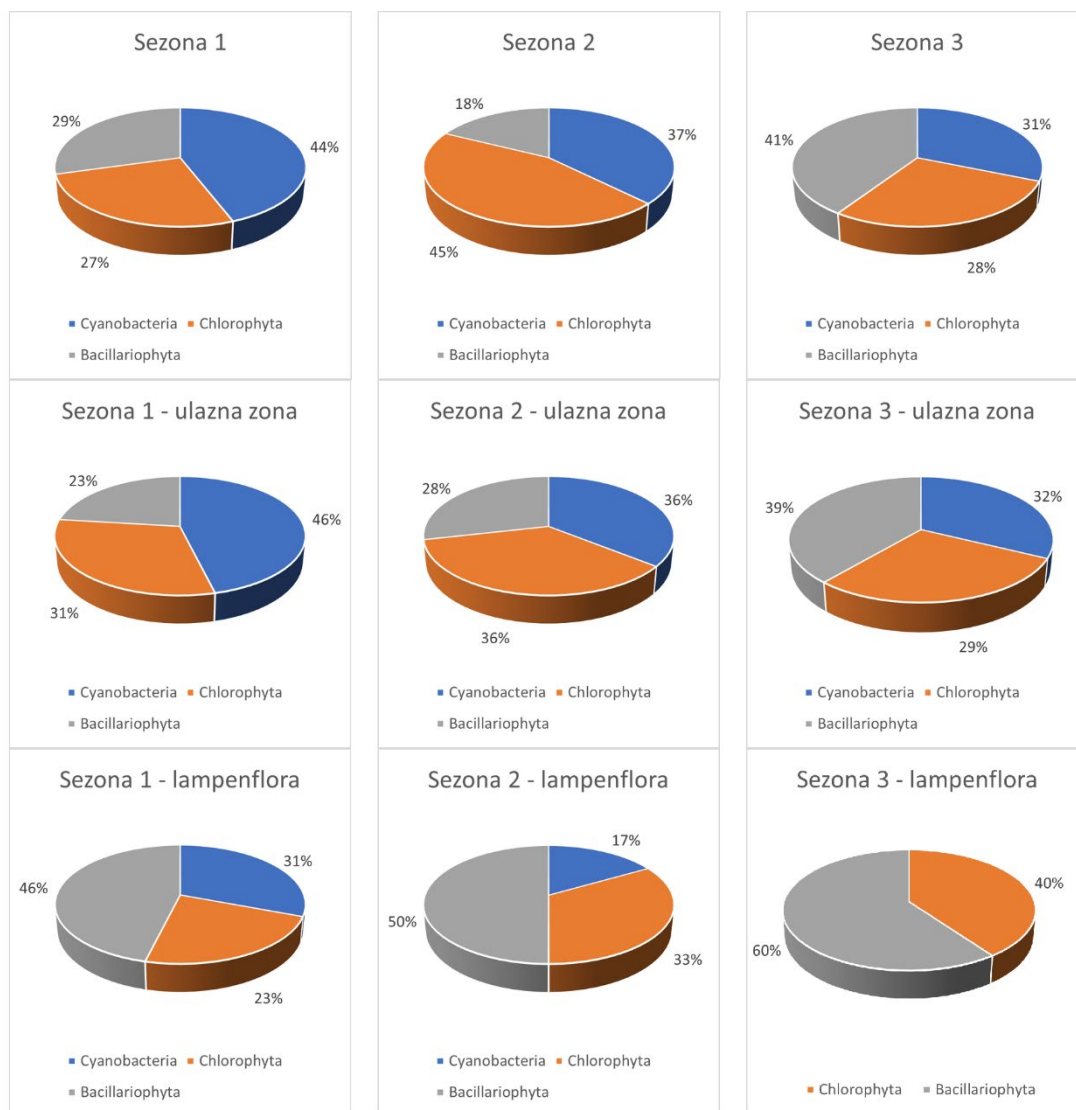 Sezona 1
29%
44%
27%
Cyanobacteria Chlorophyta
Bacillariophyta
Sezona 2
18%
37%
45%
Cyanobacteria Chlorophyta
Bacillariophyta
Sezona 3
31%
41%
28%
Cyanobacteria Chlorophyta
Bacillariophyta
Sezona 1 - ulazna zona
23%
46%
31%
Cyanobacteria Chlorophyta
Bacillariophyta
Sezona 2 - ulazna zona
28%
36%
36%
Cyanobacteria Chlorophyta
Bacillariophyta
Sezona 3 - ulazna zona
32%
39%
29%
Cyanobacteria Chlorophyta
Bacillariophyta
Sezona 1 - lampenflora
31%
46%
23%
Cyanobacteria Chlorophyta
Bacillariophyta
Sezona 2 - lampenflora
17%
50%
33%
Cyanobacteria Chlorophyta
Bacillariophyta
Sezona 3 - lampenflora
40%
60%
Chlorophyta Bacillariophyta